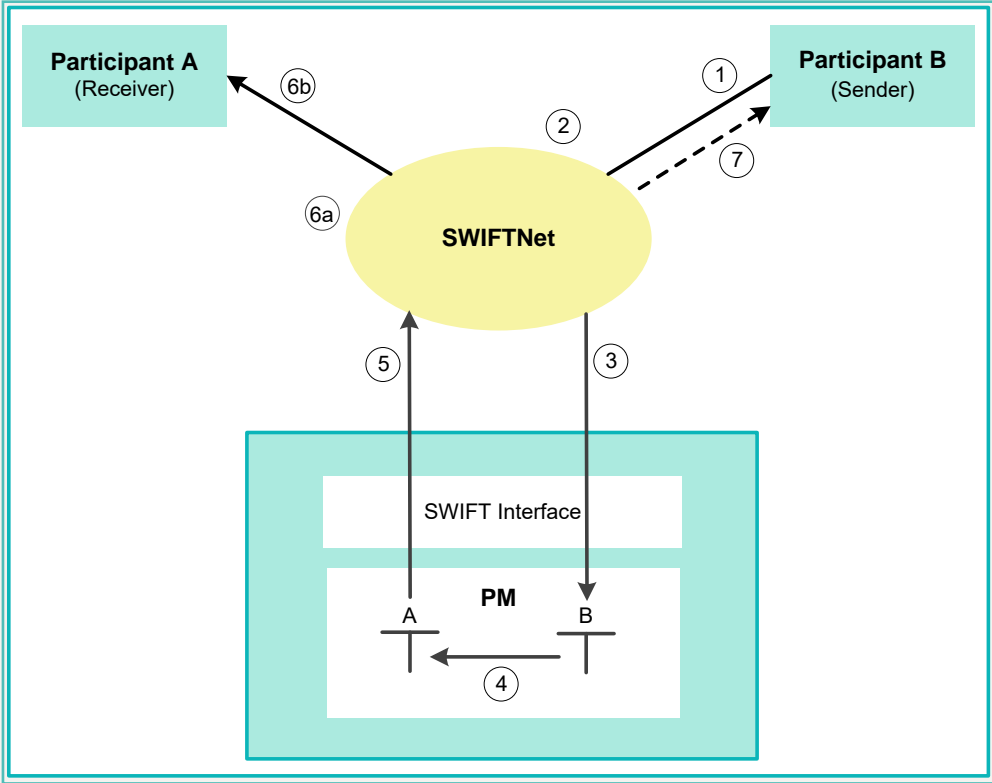 Participant A
(Receiver)
6b
1
Participant B
(Sender)
2
7
6a
SWIFTNet
5
3
SWIFT Interface
PM
A
B
4